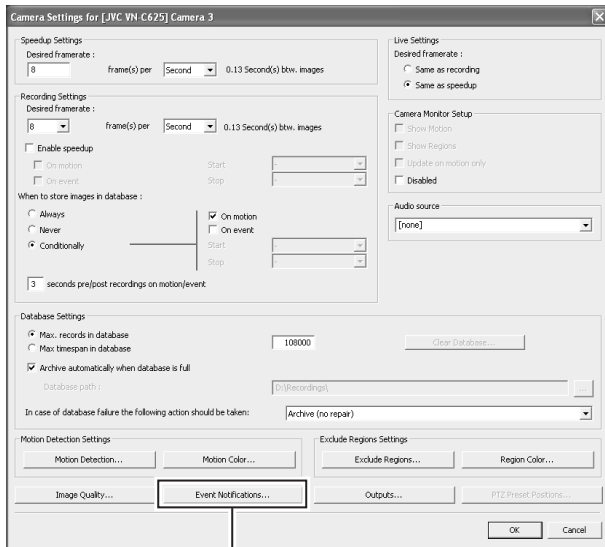 Camera Settings for [JVC VN-C625] Camera 3
Speedup Settings
Desired framerate :
8 frame(s) per Second 0.13 Second(s) btw. images
Recording Settings
Desired framerate :
8 frame(s) per Second 0.13 Second(s) btw. images
Enable speedup
On motion Start -
On event Stop -
When to store images in database :
Always
Never
Conditionally
On motion
On event
Start -
Stop -
3 seconds pre/post recordings on motion/event
Live Settings
Desired framerate :
Same as recording
Same as speedup
Camera Monitor Setup
Show Motion
Show Regions
Update on motion only
Disabled
Audio source
[none]
Database Settings
Max. records in database
Max timespan in database
108000
Clear Database...
Archive automatically when database is full
Database path : D:\Recordings\ ...
In case of database failure the following action should be taken: Archive (no repair)
Motion Detection Settings
Motion Detection... Motion Color...
Exclude Regions Settings
Exclude Regions... Region Color...
Image Quality... Event Notifications... Outputs... PTZ Preset Positions...
OK Cancel